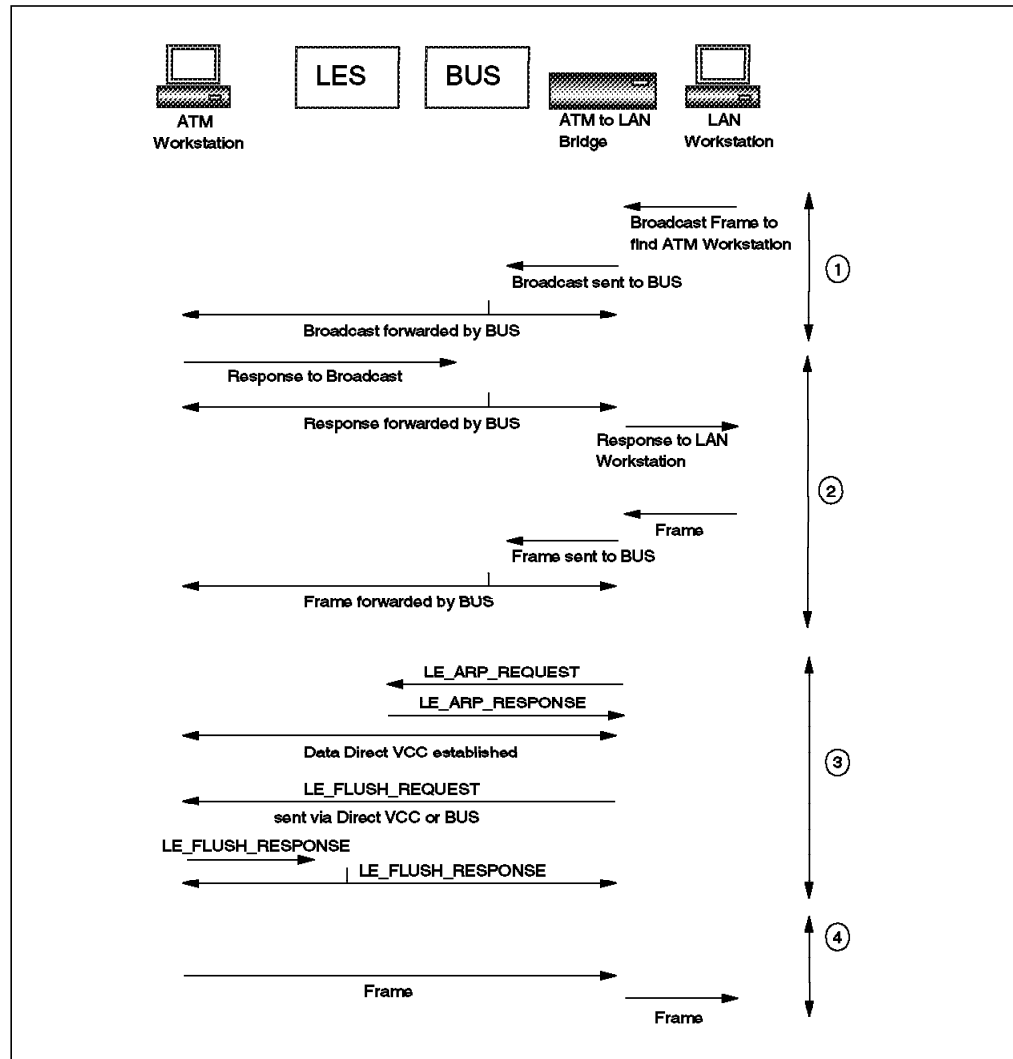 LES
BUS
ATM
Workstation
ATM to LAN
Bridge
LAN
Workstation
Broadcast Frame to
find ATM Workstation
Broadcast sent to BUS
1
Broadcast forwarded by BUS
Response to Broadcast
Response forwarded by BUS
Response to LAN
Workstation
2
Frame
Frame sent to BUS
Frame forwarded by BUS
LE_ARP_REQUEST
LE_ARP_RESPONSE
Data Direct VCC established
3
LE_FLUSH_REQUEST
sent via Direct VCC or BUS
LE_FLUSH_RESPONSE
LE_FLUSH_RESPONSE
4
Frame
Frame